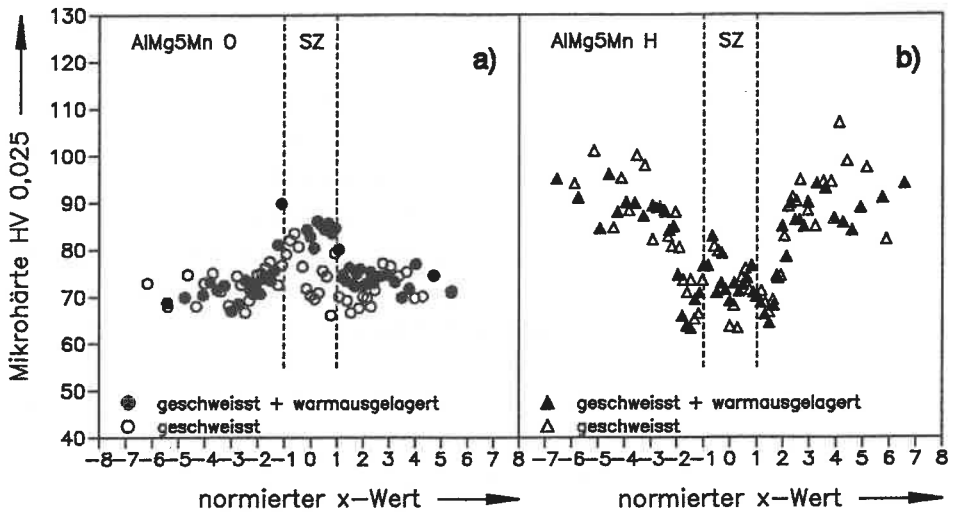 Mikrohärte HV 0,025
130
120
110
100
90
80
70
60
50
40
AlMg5Mn O
SZ
a)
geschweisst + warmausgelagert
geschweisst
-8-7-6-5-4-3-2-1 0 1 2 3 4 5 6 7 8
normierter x-Wert
AlMg5Mn H
SZ
b)
geschweisst + warmausgelagert
geschweisst
-7-6-5-4-3-2-1 0 1 2 3 4 5 6 7 8
normierter x-Wert